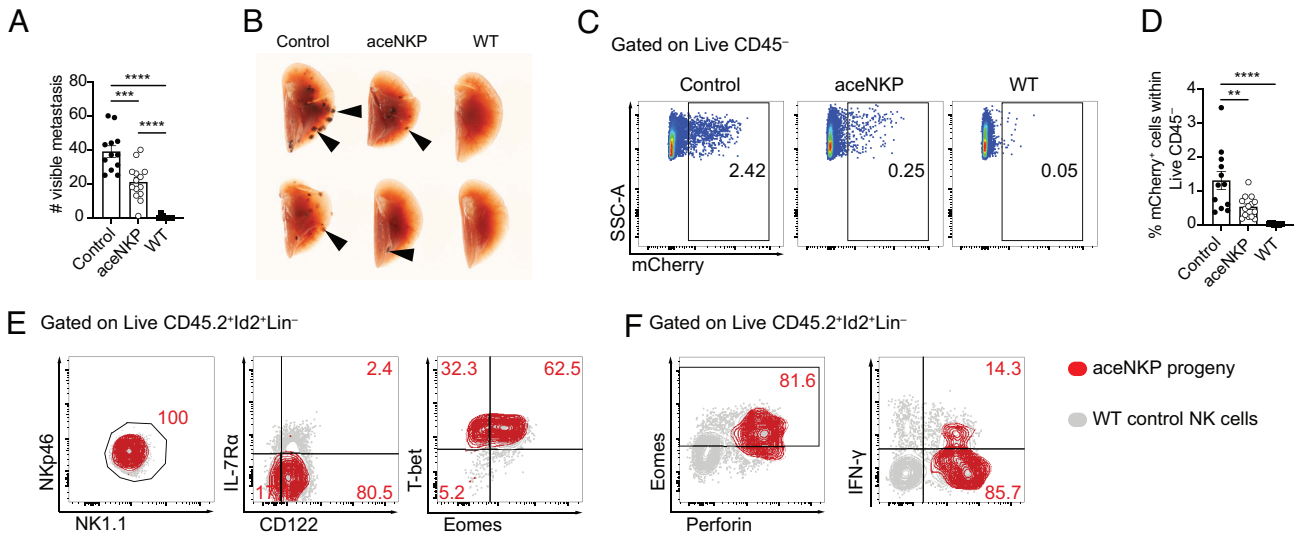 A
# visible metastasis
80
60
40
20
0
****
***
****
Control
aceNKP
WT
B
Control aceNKP WT
C
Gated on Live CD45⁻
Control aceNKP WT
2.42 0.25 0.05
SSC-A
mCherry
D
% mCherry⁺ cells within
Live CD45⁻
4
3
2
1
0
****
**
Control
aceNKP
WT
E Gated on Live CD45.2⁺Id2⁺Lin⁻
NKp46
100
NK1.1
IL-7Rα
2.4
80.5
CD122
T-bet
32.3 62.5
5.2
Eomes
F Gated on Live CD45.2⁺Id2⁺Lin⁻
Eomes
81.6
Perforin
IFN-γ
14.3
85.7
aceNKP progeny
WT control NK cells